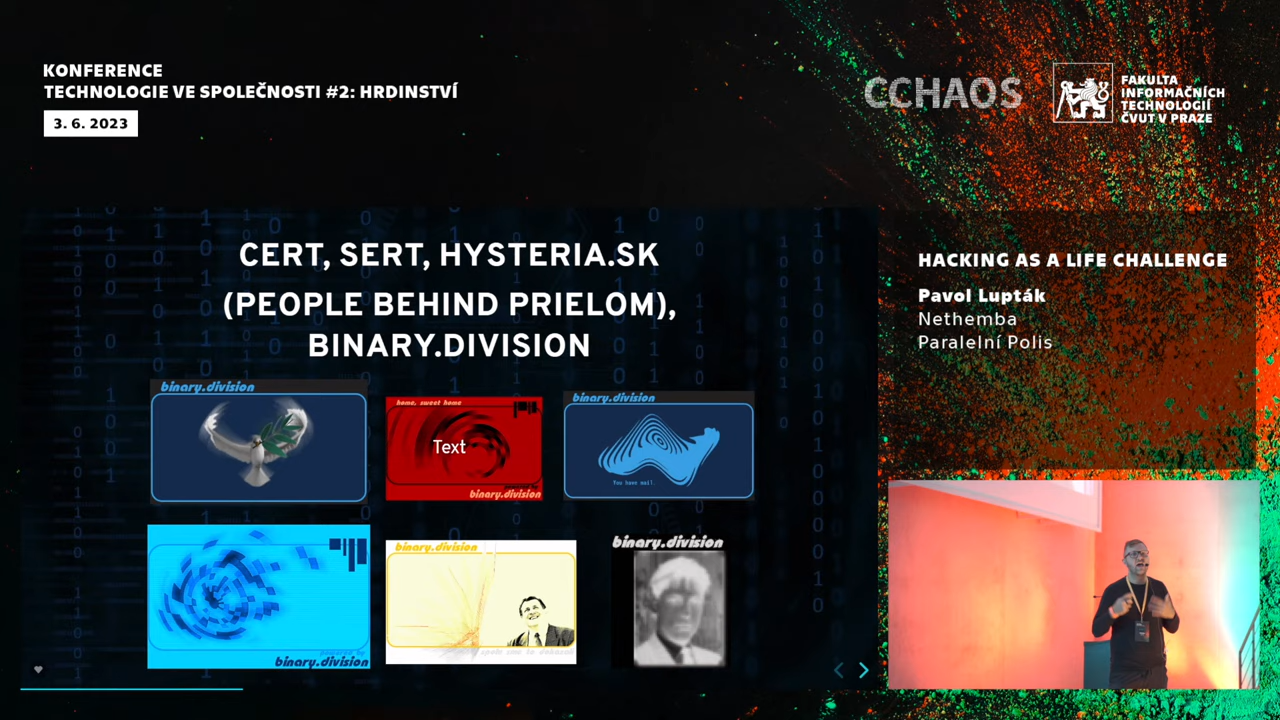 KONFERENCE
TECHNOLOGIE VE SPOLEČNOSTI #2: HRDINSTVÍ
3. 6. 2023
CCHAOS
FAKULTA
INFORMAČNÍCH
TECHNOLOGIÍ
ČVUT V PRAZE
CERT, SERT, HYSTERIA.SK
(PEOPLE BEHIND PRIELOM),
BINARY.DIVISION
binary.division
home, sweet home
Text
binary.division
binary.division
You have mail.
binary.division
binary.division
binary.division
HACKING AS A LIFE CHALLENGE
Pavol Lupták
Nethemba
Paralelní Polis